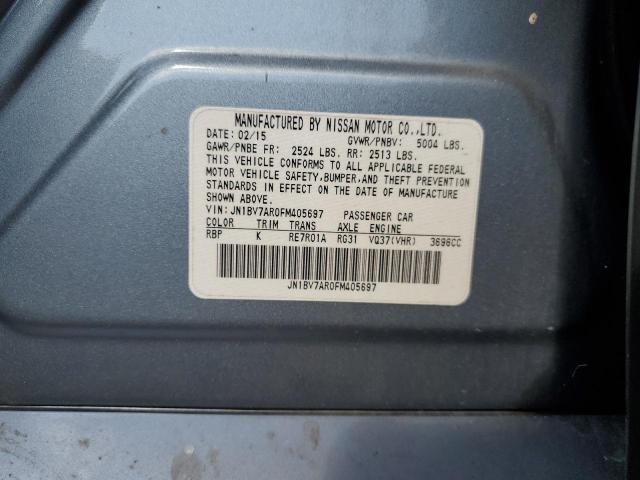 MANUFACTURED BY NISSAN MOTOR CO.,LTD.
DATE: 02/15 GVWR/PNBV: 5004 LBS.
GAWR/PNBE FR: 2524 LBS. RR: 2513 LBS.
THIS VEHICLE CONFORMS TO ALL APPLICABLE FEDERAL
MOTOR VEHICLE SAFETY,BUMPER,AND THEFT PREVENTION
STANDARDS IN EFFECT ON THE DATE OF MANUFACTURE
SHOWN ABOVE.
VIN: JN1BV7AR0FM405697 PASSENGER CAR
COLOR TRIM TRANS AXLE ENGINE
RBP K RE7R01A RG31 VQ37(VHR) 3696CC
JN1BV7AR0FM405697